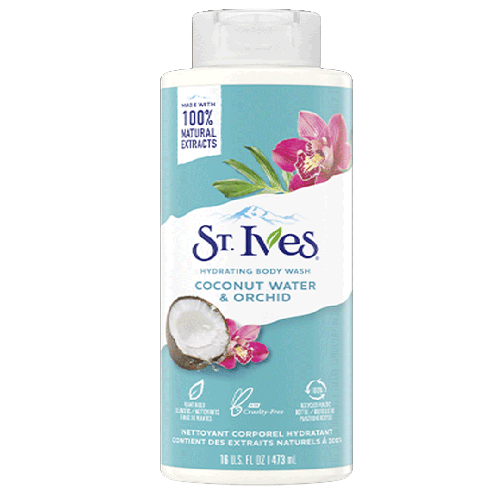 MADE WITH
100%
NATURAL
EXTRACTS
ST. IVES
HYDRATING BODY WASH
COCONUT WATER
& ORCHID
Cruelty-Free
100%
NETTOYANT CORPOREL HYDRATANT
CONTIENT DES EXTRAITS NATURELS À 100%
16 U.S. FL OZ | 473 mL